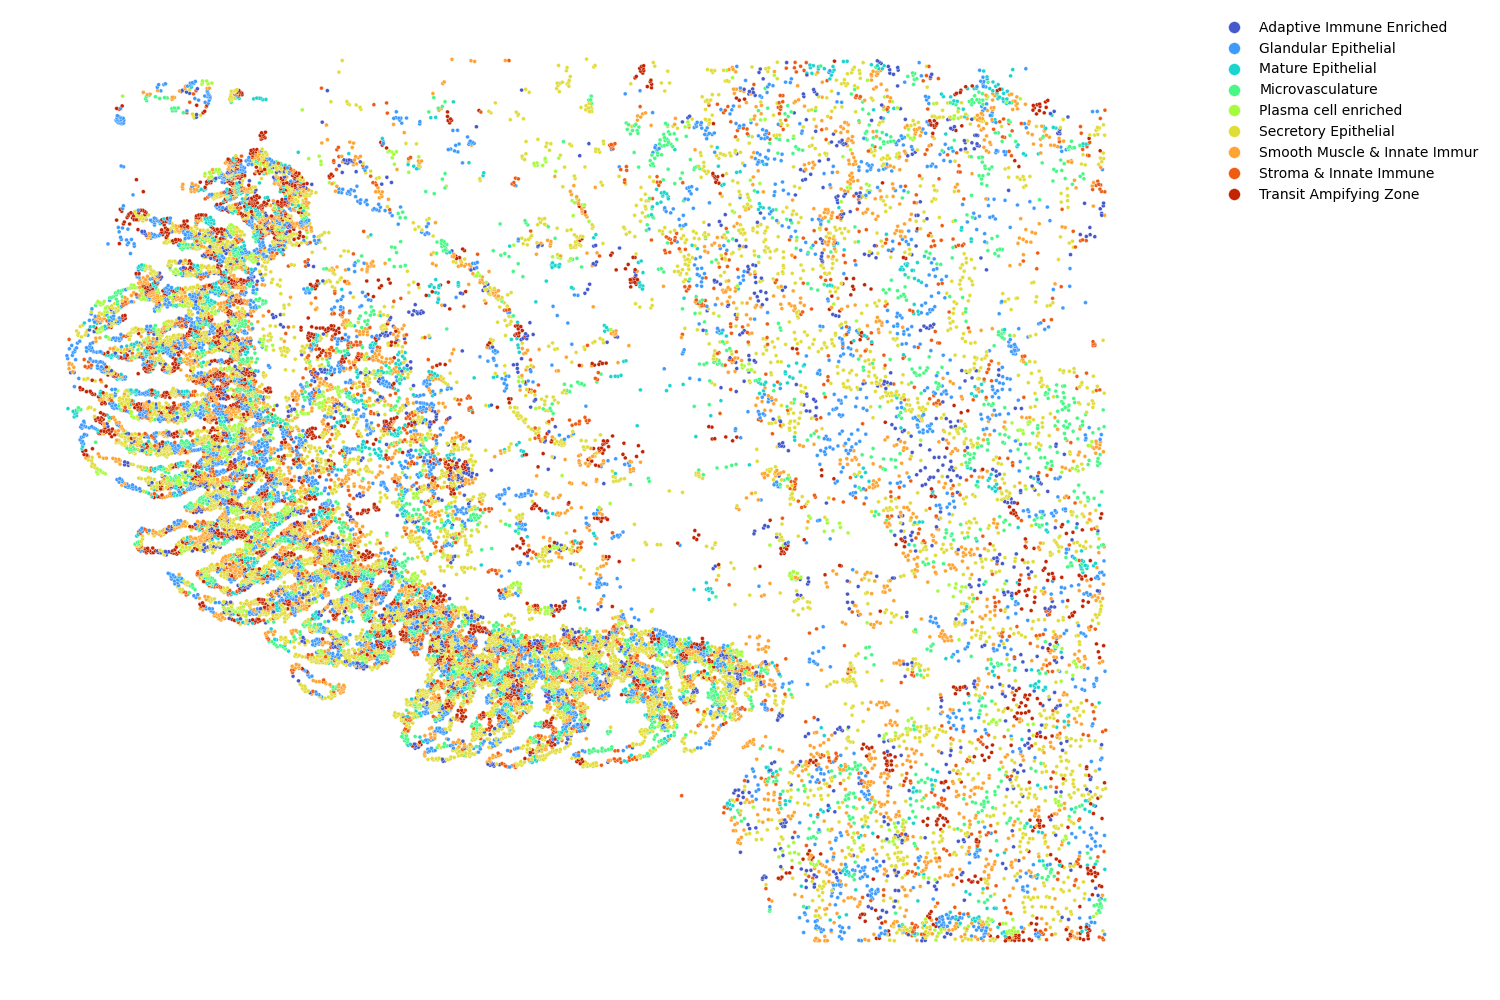 Adaptive Immune Enriched
Glandular Epithelial
Mature Epithelial
Microvasculature
Plasma cell enriched
Secretory Epithelial
Smooth Muscle & Innate Immur
Stroma & Innate Immune
Transit Ampifying Zone